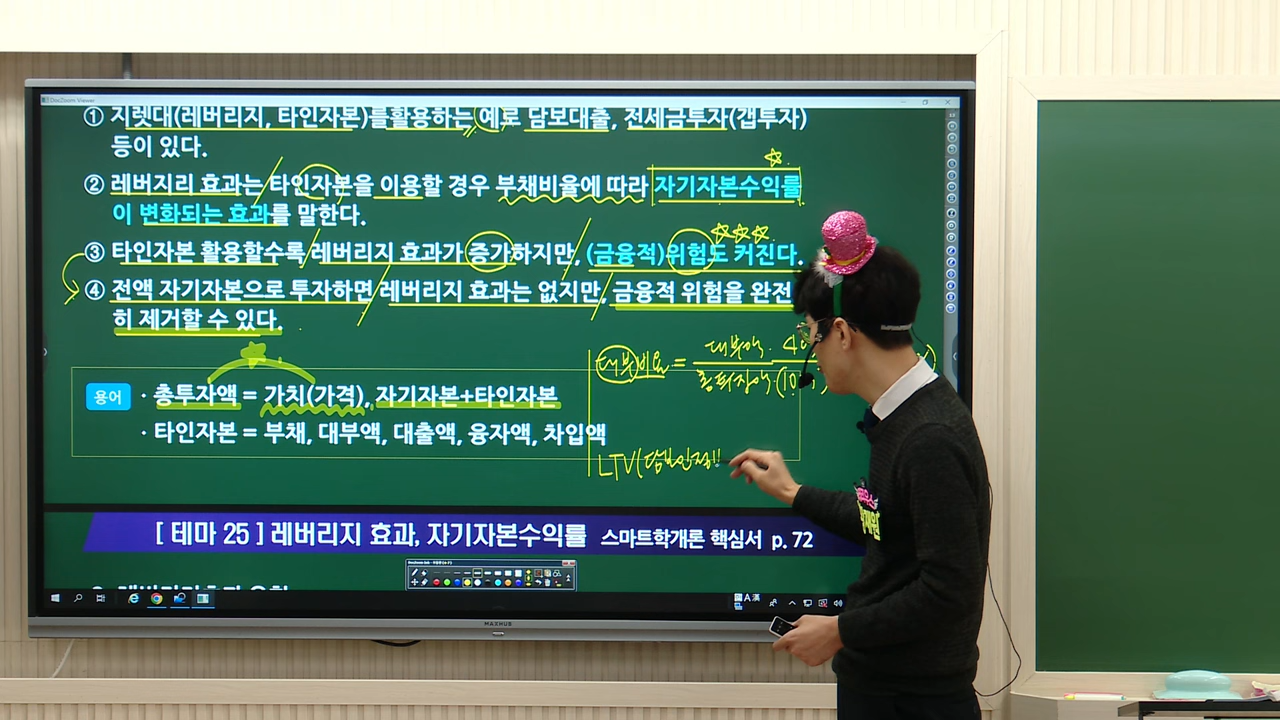 DocZoom Viewer
① 지렛대(레버리지, 타인자본)를활용하는 예로 담보대출, 전세금투자(갭투자)
등이 있다.
② 레버지리 효과는 타인자본을 이용할 경우 부채비율에 따라 자기자본수익률
이 변화되는 효과를 말한다.
③ 타인자본 활용할수록 레버리지 효과가 증가하지만, (금융적)위험도 커진다.
④ 전액 자기자본으로 투자하면 레버리지 효과는 없지만, 금융적 위험을 완전
히 제거할 수 있다.
대부비율 = 대부액
용어
· 총투자액 = 가치(가격), 자기자본+타인자본
· 타인자본 = 부채, 대부액, 대출액, 융자액, 차입액
LTV(담보인정
[ 테마 25 ] 레버리지 효과, 자기자본수익률 스마트학개론 핵심서 p. 72
MAXHUB